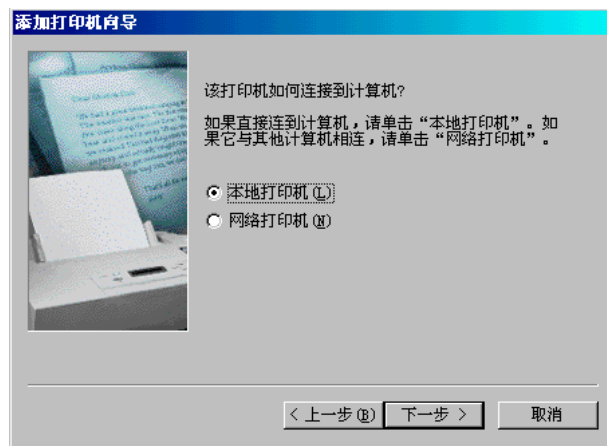 添加打印机向导
该打印机如何连接到计算机?
如果直接连到计算机，请单击“本地打印机”。如
果它与其他计算机相连，请单击“网络打印机”。
本地打印机(L)
网络打印机(N)
< 上一步(B)
下一步 >
取消